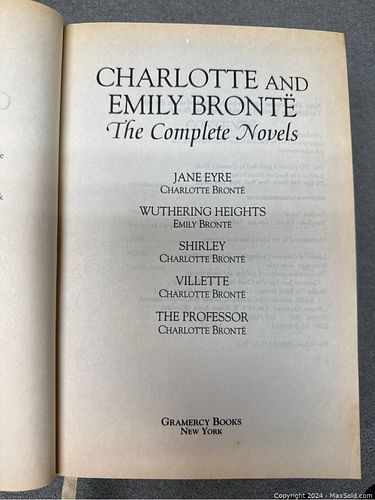 CHARLOTTE AND
EMILY BRONTË
The Complete Novels
JANE EYRE
CHARLOTTE BRONTË
WUTHERING HEIGHTS
EMILY BRONTË
SHIRLEY
CHARLOTTE BRONTË
VILLETTE
CHARLOTTE BRONTË
THE PROFESSOR
CHARLOTTE BRONTË
GRAMERCY BOOKS
NEW YORK
Copyright 2024 - MaxSold.com